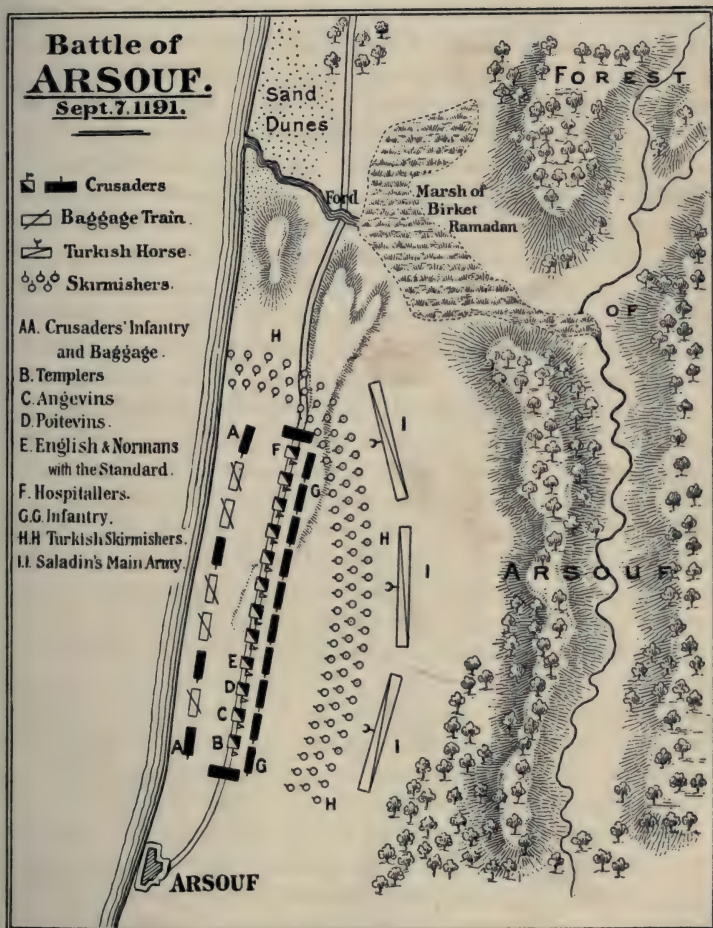 Battle of
ARSOUF.
Sept. 7. 1191.
Crusaders
Baggage Train.
Turkish Horse.
Skirmishers.
AA. Crusaders' Infantry
and Baggage.
B. Templers
C. Angevins
D. Poitevins
E. English & Normans
with the Standard.
F. Hospitallers.
G.G. Infantry.
H.H Turkish Skirmishers.
I.I. Saladin's Main Army.
Sand
Dunes
Ford
Marsh of
Birket
Ramadan
FOREST
OF
ARSOUF
H
A
F
G
I
H
I
E
D
C
B
A
G
I
H
ARSOUF